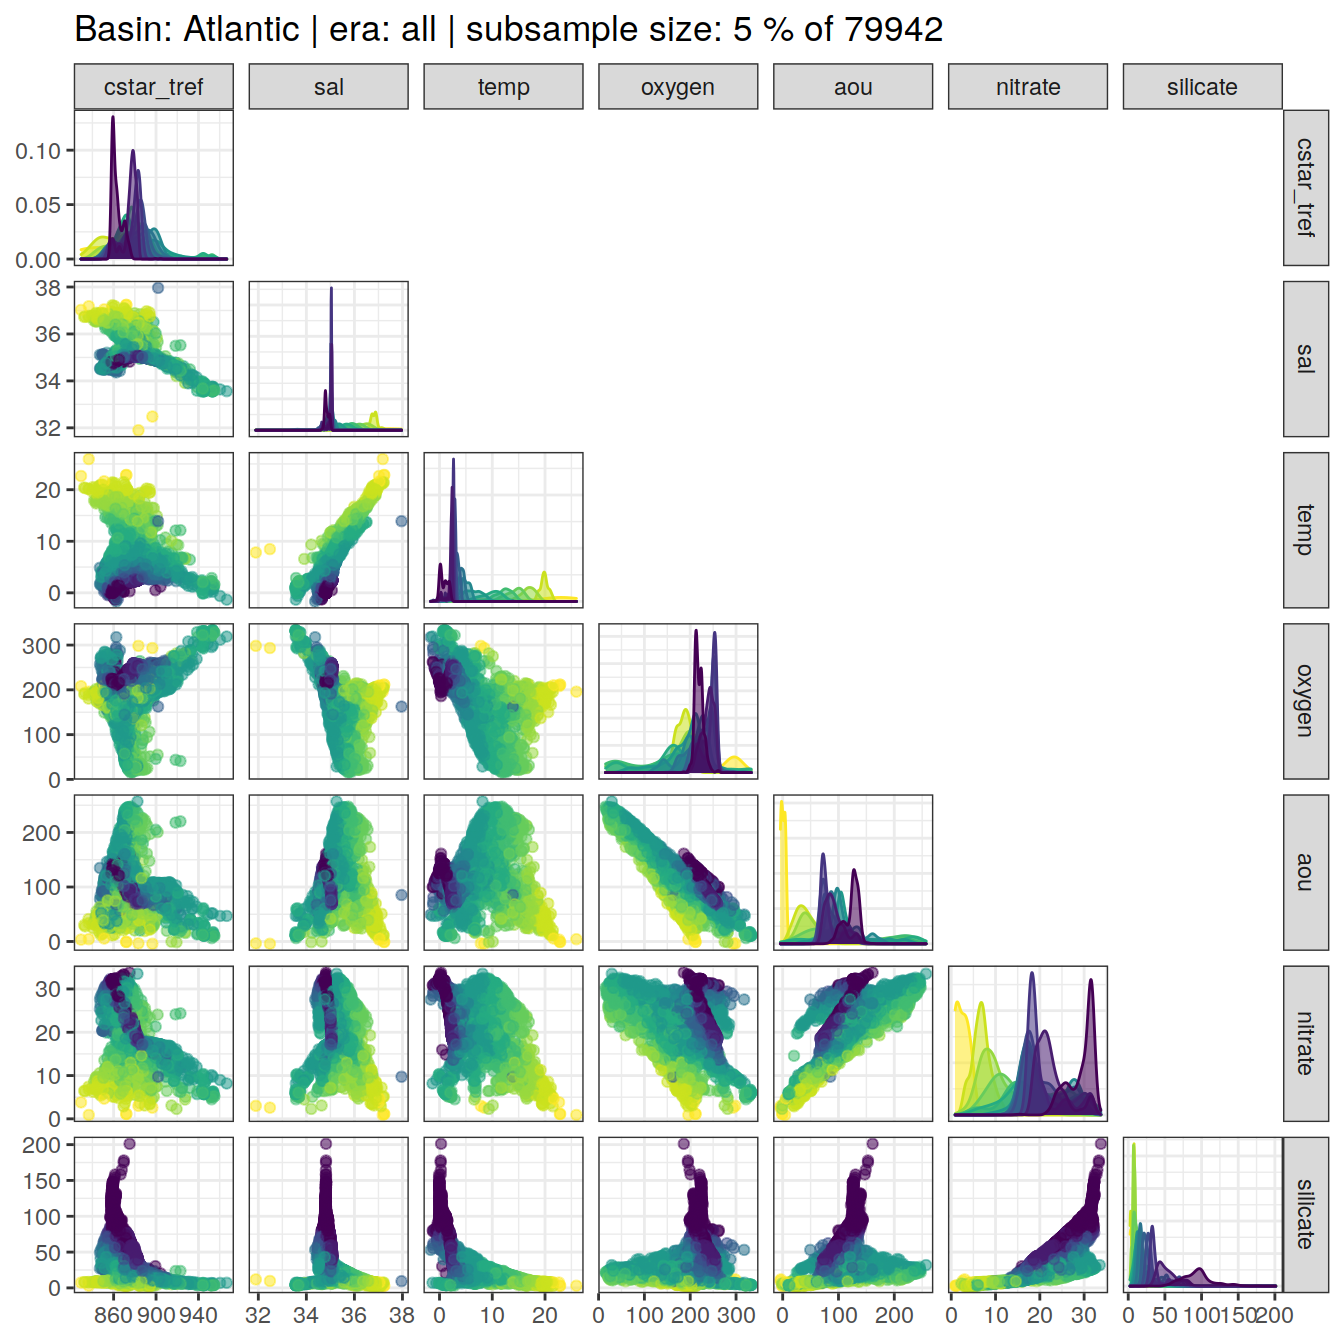 Basin: Atlantic | era: all | subsample size: 5 % of 79942
cstar_tref sal temp oxygen aou nitrate silicate
0.10
0.05
0.00
cstar_tref
38
36
34
32
sal
20
10
0
temp
300
200
100
0
oxygen
200
100
0
aou
30
20
10
0
nitrate
200
150
100
50
0
silicate
860 900 940 32 34 36 38 0 10 20 0 100 200 300 0 100 200 0 10 20 30 0 50 100 150 200